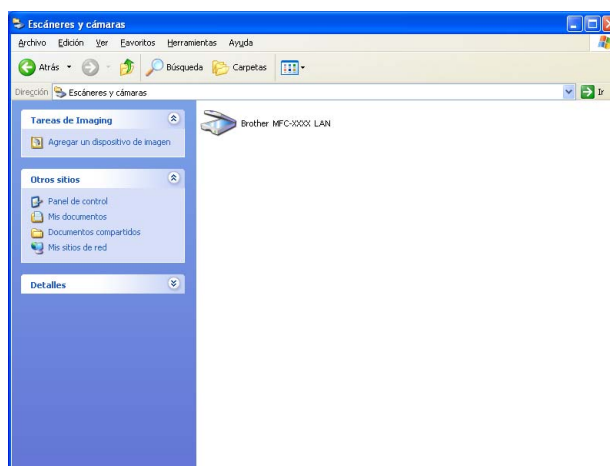 Escáneres y cámaras
Archivo Edición Ver Favoritos Herramientas Ayuda
Atrás Búsqueda Carpetas
Dirección Escáneres y cámaras Ir
Tareas de Imaging
Agregar un dispositivo de imagen
Otros sitios
Panel de control
Mis documentos
Documentos compartidos
Mis sitios de red
Detalles
Brother MFC-XXXX LAN